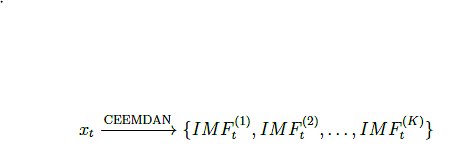 .
x_t \xrightarrow{\text{CEEMDAN}} \{IMF_t^{(1)}, IMF_t^{(2)}, \ldots, IMF_t^{(K)}\}